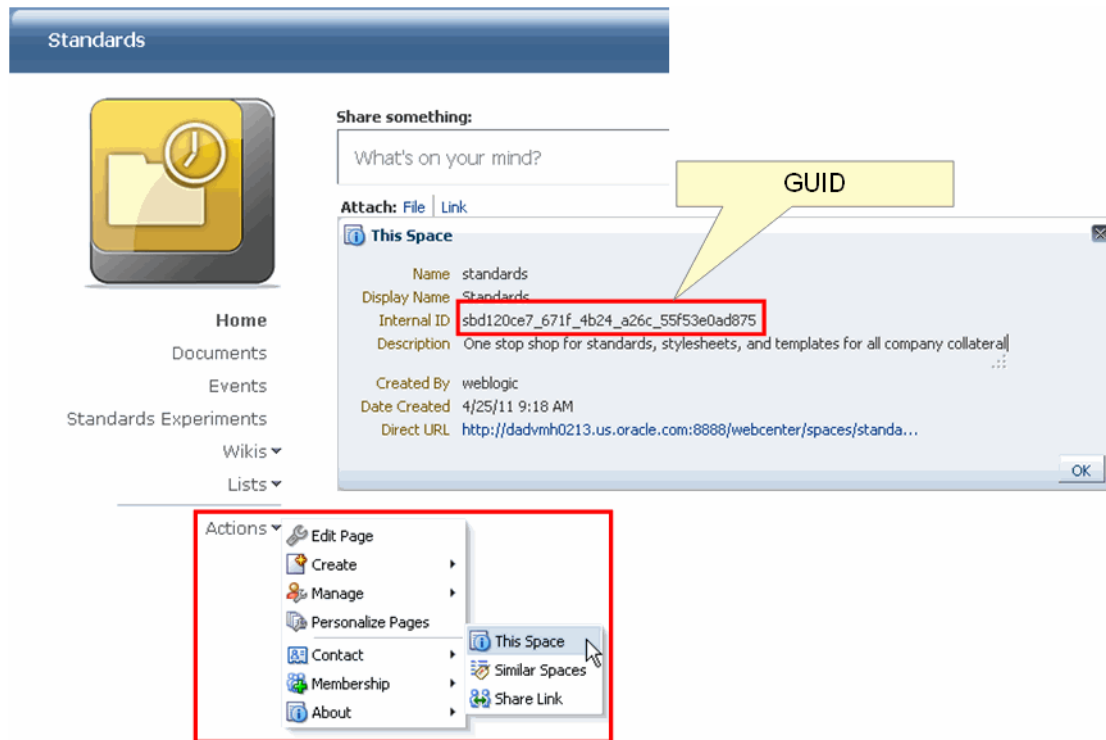 Standards
Share something:
What's on your mind?
GUID
Attach: File | Link
This Space
Name standards
Display Name Standards
Internal ID sbd120ce7_671f_4b24_a26c_55f53e0ad875
Description One stop shop for standards, stylesheets, and templates for all company collateral
Created By weblogic
Date Created 4/25/11 9:18 AM
Direct URL http://dadvmh0213.us.oracle.com:8888/webcenter/spaces/standa...
OK
Home
Documents
Events
Standards Experiments
Wikis
Lists
Actions
Edit Page
Create
Manage
Personalize Pages
Contact
Membership
About
This Space
Similar Spaces
Share Link